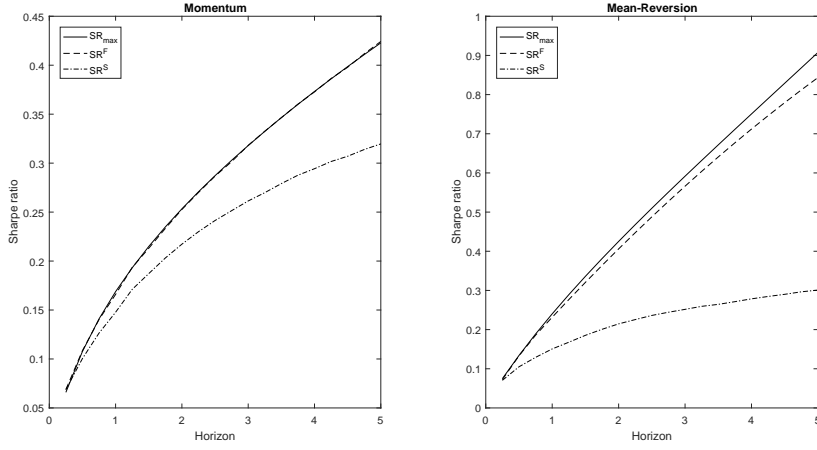 Momentum
SR_max
SR^F
SR^S
0.45
0.4
0.35
0.3
0.25
0.2
0.15
0.1
0.05
Sharpe ratio
0 1 2 3 4 5
Horizon
Mean-Reversion
SR_max
SR^F
SR^S
1
0.9
0.8
0.7
0.6
0.5
0.4
0.3
0.2
0.1
0
Sharpe ratio
0 1 2 3 4 5
Horizon